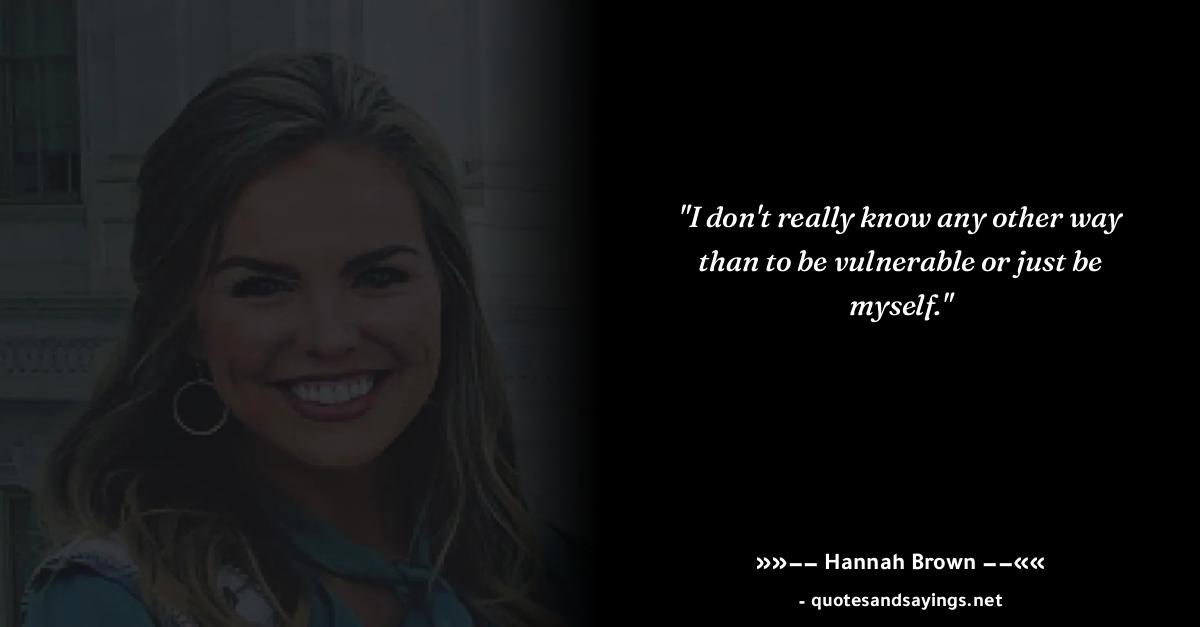 "I don't really know any other way
than to be vulnerable or just be
myself."
»»−− Hannah Brown −−««
- quotesandsayings.net